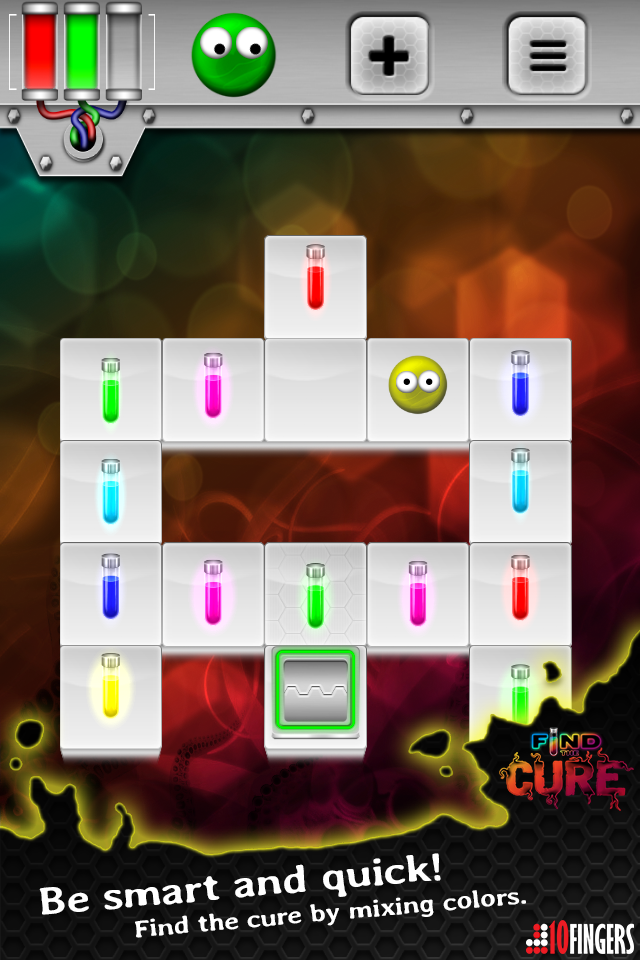 FIND
THE
CURE
Be smart and quick!
Find the cure by mixing colors.
10FINGERS